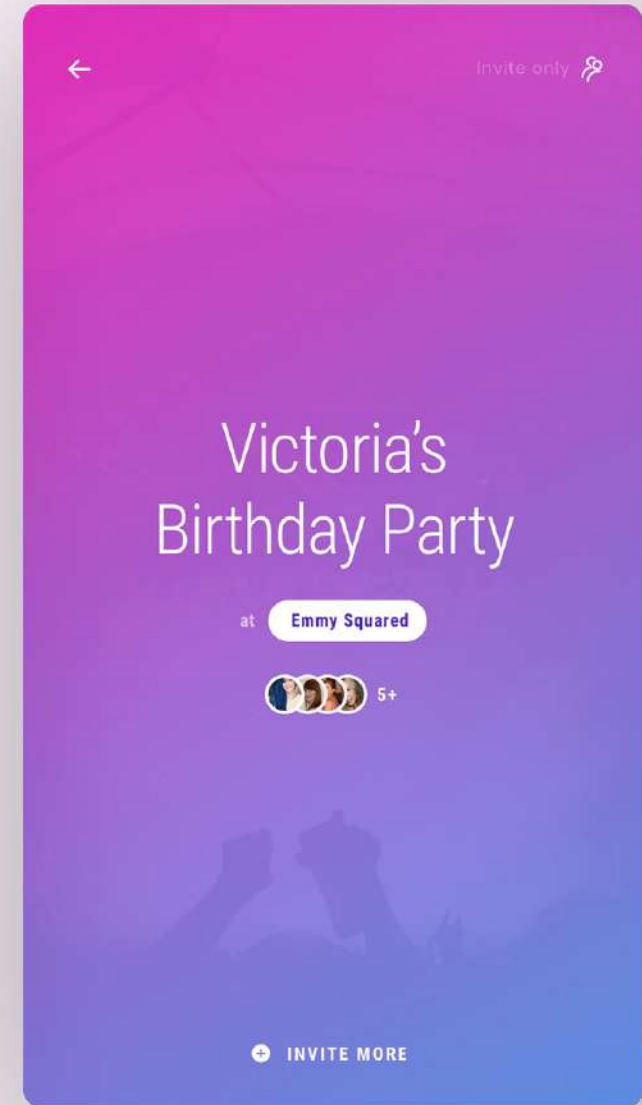 Invite only
Victoria’s
Birthday Party
at Emmy Squared
5+
INVITE MORE